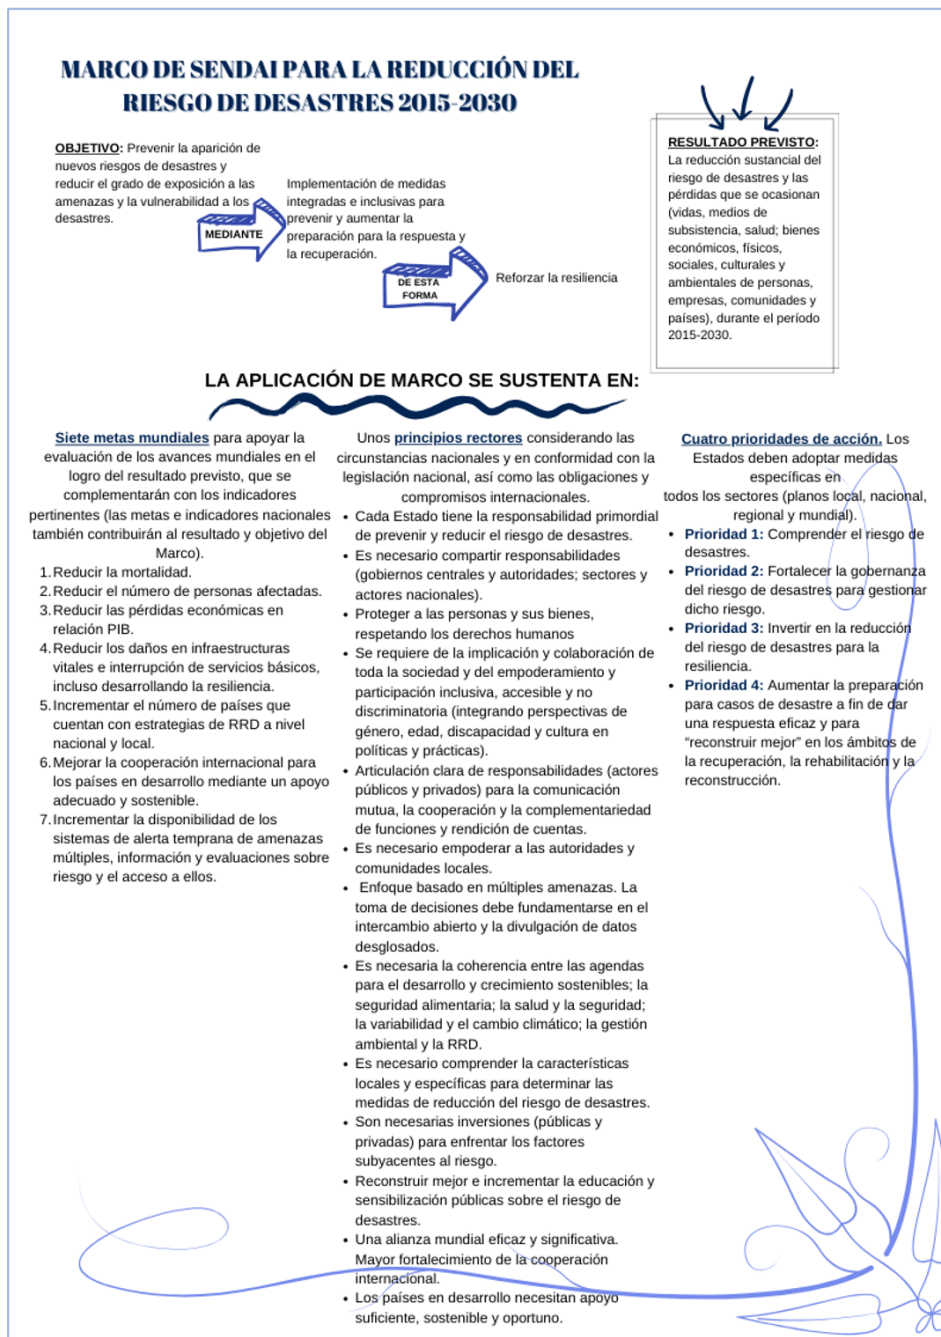 MARCO DE SENDAI PARA LA REDUCCIÓN DEL
RIESGO DE DESASTRES 2015-2030
OBJETIVO: Prevenir la aparición de
nuevos riesgos de desastres y
reducir el grado de exposición a las
amenazas y la vulnerabilidad a los
desastres.
MEDIANTE
Implementación de medidas
integradas e inclusivas para
prevenir y aumentar la
preparación para la respuesta y
la recuperación.
DE ESTA
FORMA
Reforzar la resiliencia
RESULTADO PREVISTO:
La reducción sustancial del
riesgo de desastres y las
pérdidas que se ocasionan
(vidas, medios de
subsistencia, salud; bienes
económicos, físicos,
sociales, culturales y
ambientales de personas,
empresas, comunidades y
países), durante el período
2015-2030.
LA APLICACIÓN DE MARCO SE SUSTENTA EN:
Siete metas mundiales para apoyar la
evaluación de los avances mundiales en el
logro del resultado previsto, que se
complementarán con los indicadores
pertinentes (las metas e indicadores nacionales
también contribuirán al resultado y objetivo del
Marco).
1. Reducir la mortalidad.
2. Reducir el número de personas afectadas.
3. Reducir las pérdidas económicas en
relación PIB.
4. Reducir los daños en infraestructuras
vitales e interrupción de servicios básicos,
incluso desarrollando la resiliencia.
5. Incrementar el número de países que
cuentan con estrategias de RRD a nivel
nacional y local.
6. Mejorar la cooperación internacional para
los países en desarrollo mediante un apoyo
adecuado y sostenible.
7. Incrementar la disponibilidad de los
sistemas de alerta temprana de amenazas
múltiples, información y evaluaciones sobre
riesgo y el acceso a ellos.
Unos principios rectores considerando las
circunstancias nacionales y en conformidad con la
legislación nacional, así como las obligaciones y
compromisos internacionales.
• Cada Estado tiene la responsabilidad primordial
de prevenir y reducir el riesgo de desastres.
• Es necesario compartir responsabilidades
(gobiernos centrales y autoridades; sectores y
actores nacionales).
• Proteger a las personas y sus bienes,
respetando los derechos humanos
• Se requiere de la implicación y colaboración de
toda la sociedad y del empoderamiento y
participación inclusiva, accesible y no
discriminatoria (integrando perspectivas de
género, edad, discapacidad y cultura en
políticas y prácticas).
• Articulación clara de responsabilidades (actores
públicos y privados) para la comunicación
mutua, la cooperación y la complementariedad
de funciones y rendición de cuentas.
• Es necesario empoderar a las autoridades y
comunidades locales.
• Enfoque basado en múltiples amenazas. La
toma de decisiones debe fundamentarse en el
intercambio abierto y la divulgación de datos
desglosados.
• Es necesaria la coherencia entre las agendas
para el desarrollo y crecimiento sostenibles; la
seguridad alimentaria; la salud y la seguridad;
la variabilidad y el cambio climático; la gestión
ambiental y la RRD.
• Es necesario comprender la características
locales y específicas para determinar las
medidas de reducción del riesgo de desastres.
• Son necesarias inversiones (públicas y
privadas) para enfrentar los factores
subyacentes al riesgo.
• Reconstruir mejor e incrementar la educación y
sensibilización públicas sobre el riesgo de
desastres.
• Una alianza mundial eficaz y significativa.
Mayor fortalecimiento de la cooperación
internacional.
• Los países en desarrollo necesitan apoyo
suficiente, sostenible y oportuno.
Cuatro prioridades de acción. Los
Estados deben adoptar medidas
específicas en
todos los sectores (planos local, nacional,
regional y mundial).
• Prioridad 1: Comprender el riesgo de
desastres.
• Prioridad 2: Fortalecer la gobernanza
del riesgo de desastres para gestionar
dicho riesgo.
• Prioridad 3: Invertir en la reducción
del riesgo de desastres para la
resiliencia.
• Prioridad 4: Aumentar la preparación
para casos de desastre a fin de dar
una respuesta eficaz y para
“reconstruir mejor” en los ámbitos de
la recuperación, la rehabilitación y la
reconstrucción.